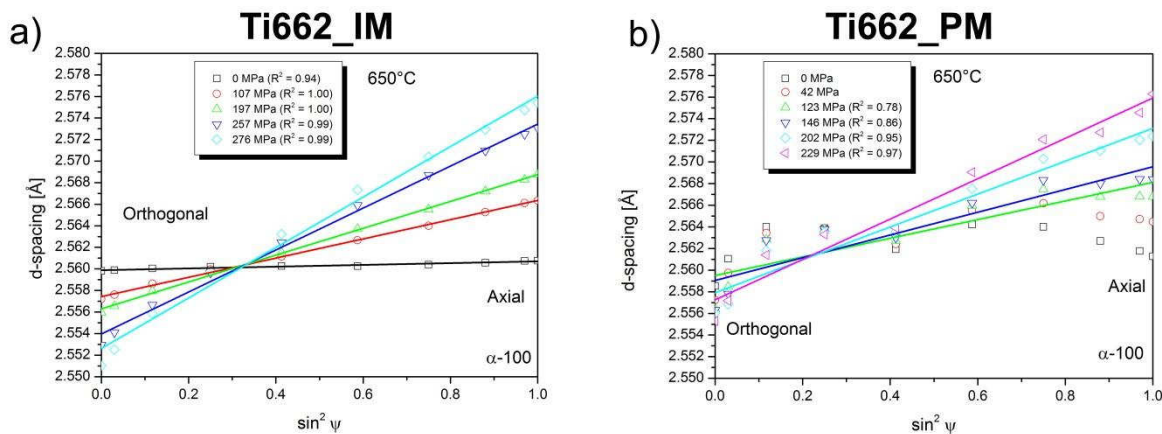 Ti662_IM
a)
2.580
2.578
2.576
2.574
2.572
2.570
2.568
2.566
2.564
2.562
2.560
2.558
2.556
2.554
2.552
2.550
d-spacing [Å]
0 MPa (R² = 0.94)
107 MPa (R² = 1.00)
197 MPa (R² = 1.00)
257 MPa (R² = 0.99)
276 MPa (R² = 0.99)
650°C
Orthogonal
Axial
α-100
0.0 0.2 0.4 0.6 0.8 1.0
sin² ψ
Ti662_PM
b)
2.580
2.578
2.576
2.574
2.572
2.570
2.568
2.566
2.564
2.562
2.560
2.558
2.556
2.554
2.552
2.550
d-spacing [Å]
0 MPa
42 MPa
123 MPa (R² = 0.78)
146 MPa (R² = 0.86)
202 MPa (R² = 0.95)
229 MPa (R² = 0.97)
650°C
Axial
Orthogonal
α-100
0.0 0.2 0.4 0.6 0.8 1.0
sin² ψ